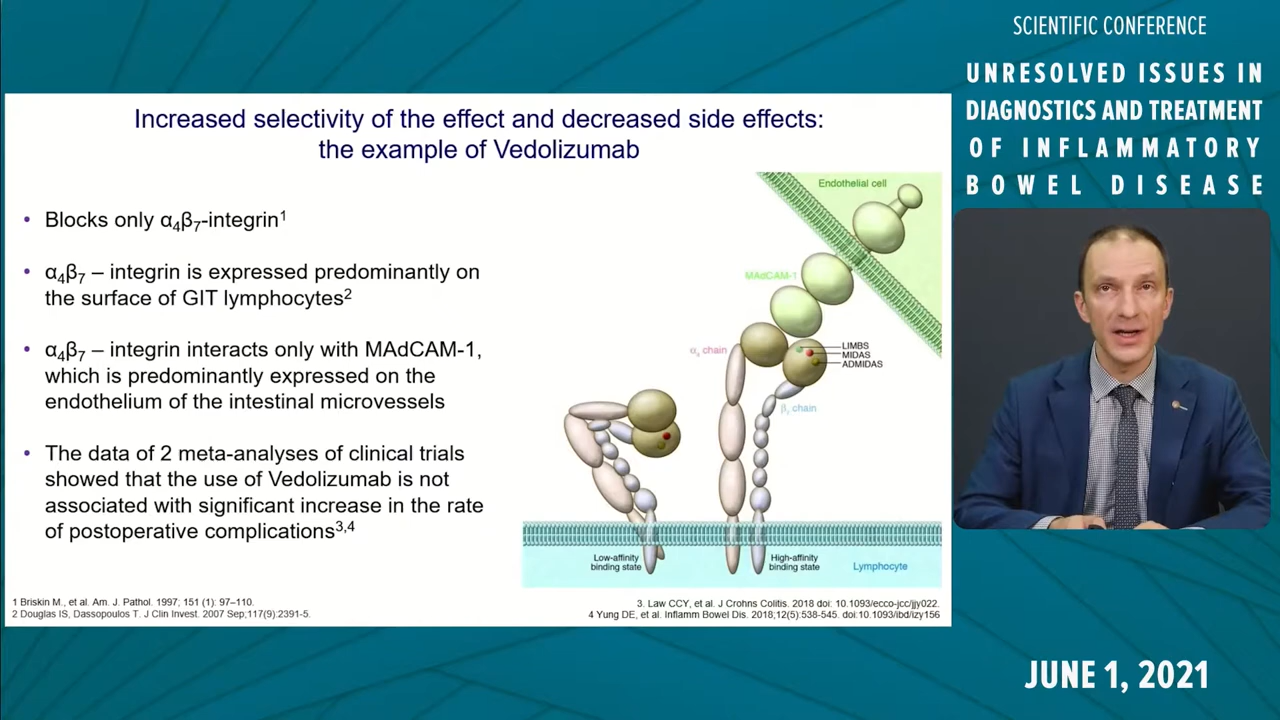 SCIENTIFIC CONFERENCE
UNRESOLVED ISSUES IN
DIAGNOSTICS AND TREATMENT
OF INFLAMMATORY
BOWEL DISEASE
Increased selectivity of the effect and decreased side effects:
the example of Vedolizumab
• Blocks only α₄β₇-integrin¹
• α₄β₇ – integrin is expressed predominantly on
the surface of GIT lymphocytes²
• α₄β₇ – integrin interacts only with MAdCAM-1,
which is predominantly expressed on the
endothelium of the intestinal microvessels
• The data of 2 meta-analyses of clinical trials
showed that the use of Vedolizumab is not
associated with significant increase in the rate
of postoperative complications³,⁴
Endothelial cell
MAdCAM-1
α₄ chain
LIMBS
MIDAS
ADMIDAS
β₇ chain
Low-affinity
binding state
High-affinity
binding state
Lymphocyte
1 Briskin M., et al. Am. J. Pathol. 1997; 151 (1): 97–110.
2 Douglas IS, Dassopoulos T. J Clin Invest. 2007 Sep;117(9):2391-5.
3. Law CCY, et al. J Crohns Colitis. 2018 doi: 10.1093/ecco-jcc/jjy022.
4 Yung DE, et al. Inflamm Bowel Dis. 2018;12(5):538-545. doi:10.1093/ibd/izy156
JUNE 1, 2021